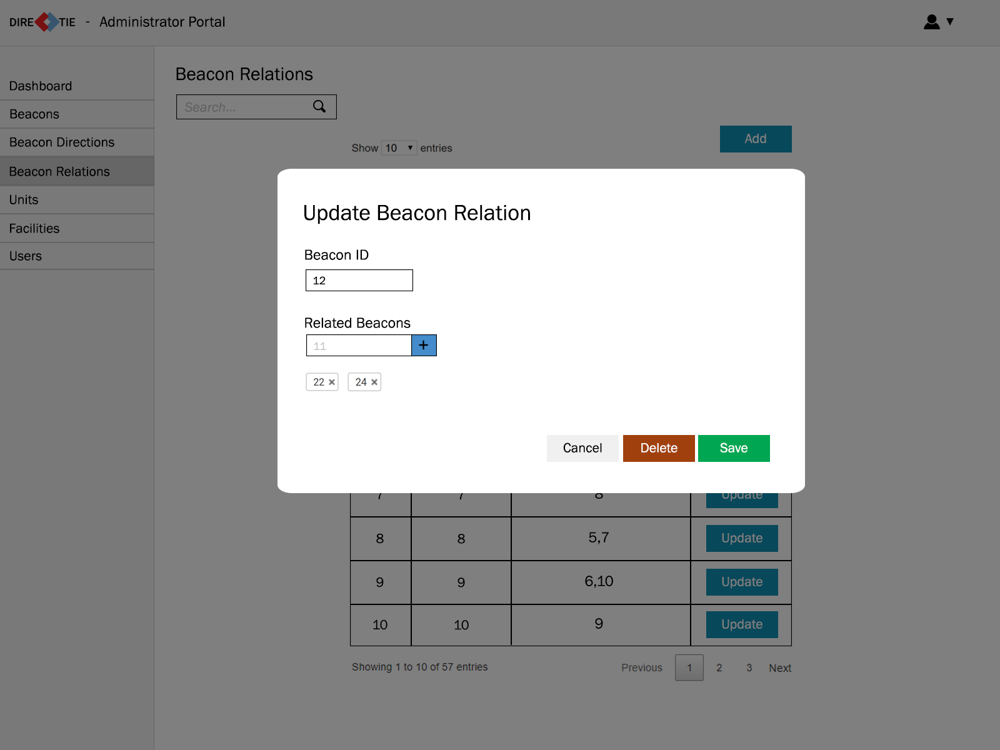 DIRE TIE - Administrator Portal ▼
Dashboard
Beacons
Beacon Directions
Beacon Relations
Units
Facilities
Users
Beacon Relations
Search...
Show 10 ▼ entries
Add
Update Beacon Relation
Beacon ID
12
Related Beacons
11 +
22 × 24 ×
Cancel Delete Save
7 7 8 Update
8 8 5,7 Update
9 9 6,10 Update
10 10 9 Update
Showing 1 to 10 of 57 entries Previous 1 2 3 Next